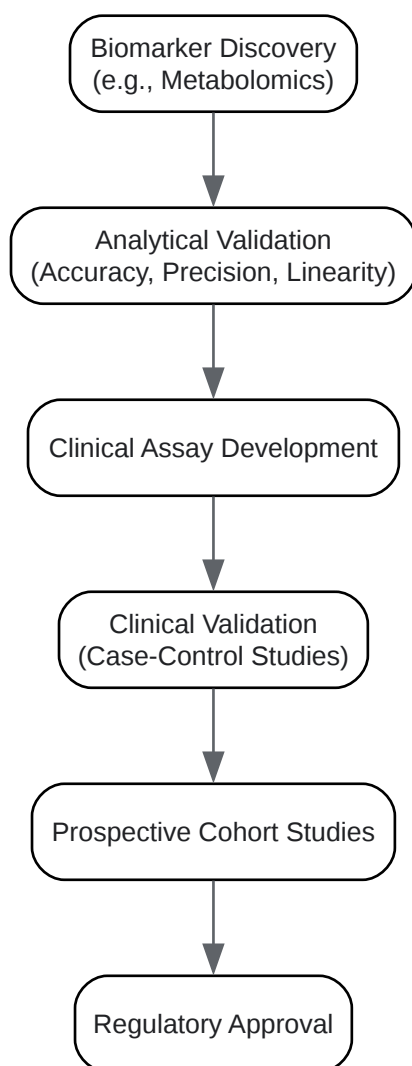 Biomarker Discovery
(e.g., Metabolomics)
Analytical Validation
(Accuracy, Precision, Linearity)
Clinical Assay Development
Clinical Validation
(Case-Control Studies)
Prospective Cohort Studies
Regulatory Approval